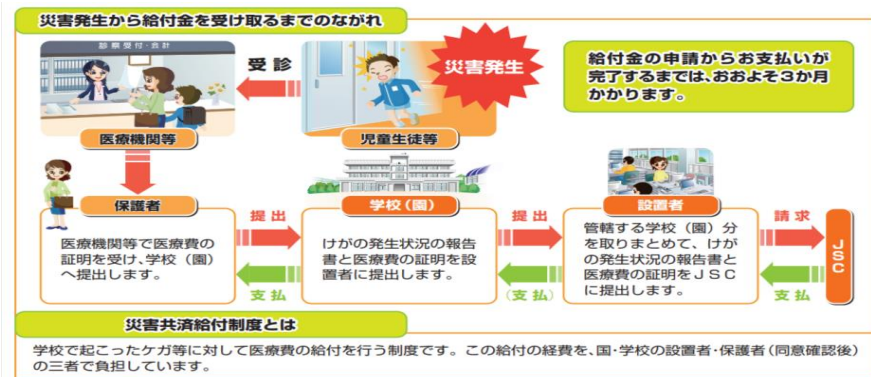 災害発生から給付金を受け取るまでのながれ
診察受付・会計
受診
災害発生
給付金の申請からお支払いが
完了するまでは、おおよそ3か月
かかります。
医療機関等
児童生徒等
保護者
医療機関等で医療費の
証明を受け、学校（園）
へ提出します。
提出
支払
学校（園）
けがの発生状況の報告
書と医療費の証明を設
置者に提出します。
提出
（支払）
設置者
管轄する学校（園）分
を取りまとめて、けが
の発生状況の報告書と
医療費の証明をＪＳＣ
に提出します。
請求
支払
ＪＳＣ
災害共済給付制度とは
学校で起こったケガ等に対して医療費の給付を行う制度です。この給付の経費を、国・学校の設置者・保護者（同意確認後）
の三者で負担しています。